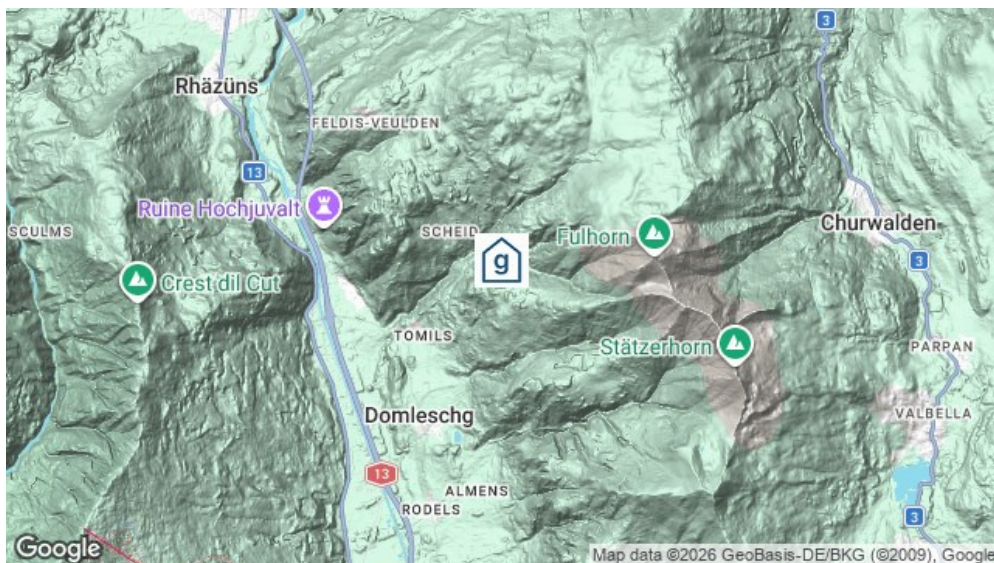 3
Rhäzüns
FELDIS-VEULDEN
13
Ruine Hochjuvalt
SCULMS
SCHEID
g
Fulhorn
Churwalden
3
Crest dil Cut
TOMILS
Stätzerhorn
PARPAN
Domleschg
VALBELLA
13
ALMENS
RODELS
3
Google
Map data ©2026 GeoBasis-DE/BKG (©2009), Google